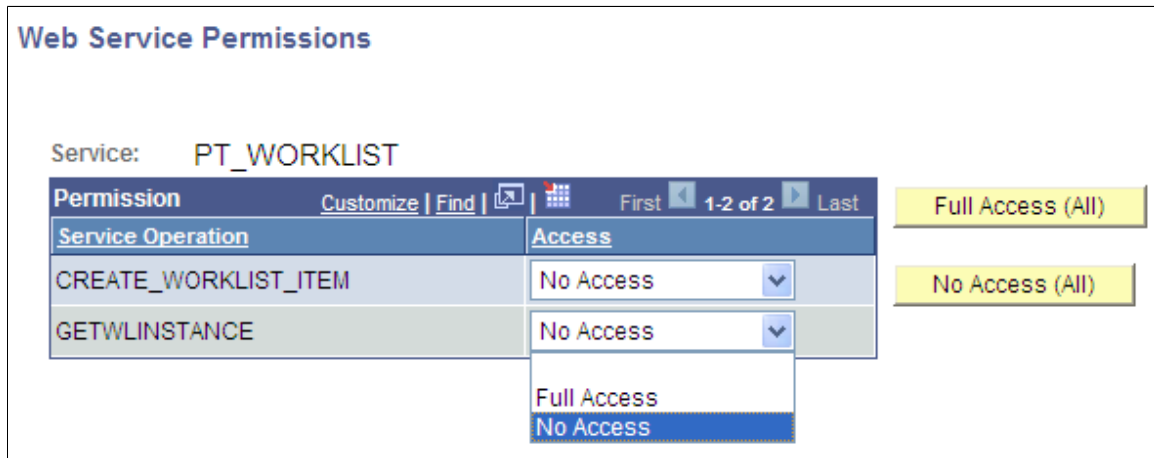 Web Service Permissions
Service: PT_WORKLIST
Permission Customize | Find | | First 1-2 of 2 Last
Full Access (All)
Service Operation Access
CREATE_WORKLIST_ITEM No Access
No Access (All)
GETWLINSTANCE No Access
Full Access
No Access